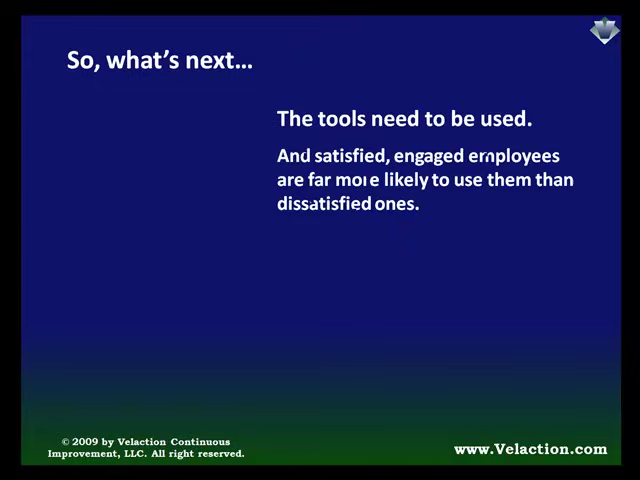 So, what's next…
The tools need to be used.
And satisfied, engaged employees
are far more likely to use them than
dissatisfied ones.
© 2009 by Velaction Continuous
Improvement, LLC. All right reserved.
www.Velaction.com